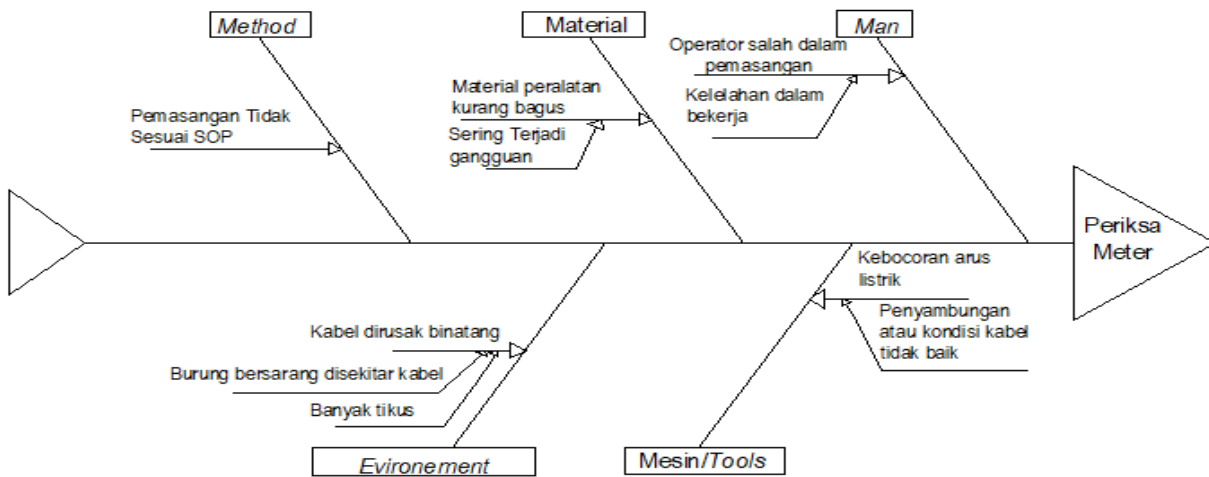 Method
Material
Man
Operator salah dalam
pemasangan
Material peralatan
kurang bagus
Kelelahan dalam
bekerja
Pemasangan Tidak
Sesuai SOP
Sering Terjadi
gangguan
Periksa
Meter
Kebocoran arus
listrik
Penyambungan
atau kondisi kabel
tidak baik
Kabel dirusak binatang
Burung bersarang disekitar kabel
Banyak tikus
Evironement
Mesin/Tools